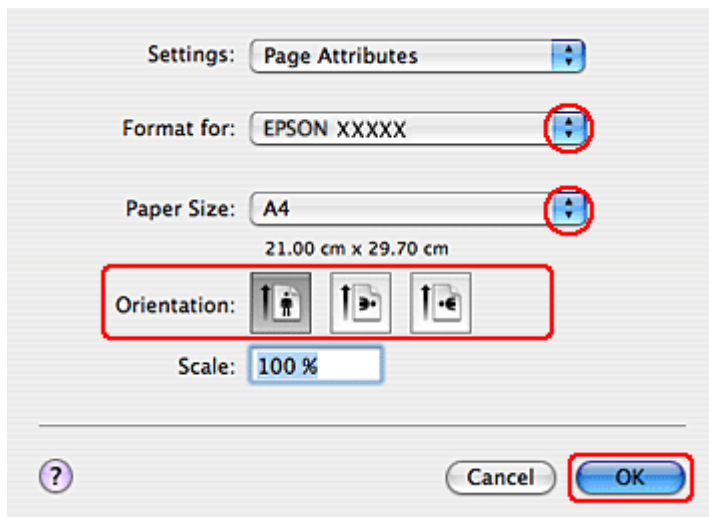 Settings: Page Attributes
Format for: EPSON XXXXX
Paper Size: A4
21.00 cm x 29.70 cm
Orientation:
Scale: 100 %
? Cancel OK